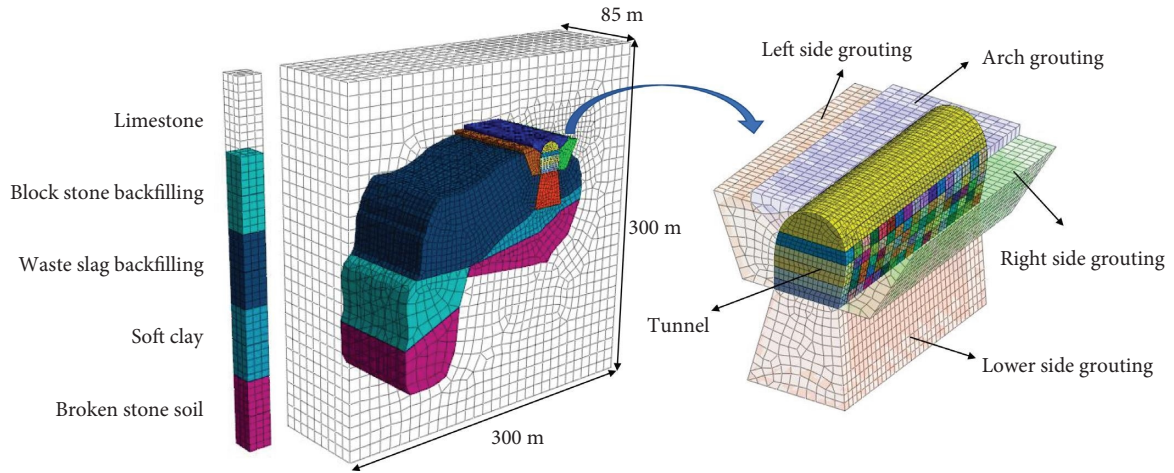 Limestone
Block stone backfilling
Waste slag backfilling
Soft clay
Broken stone soil
85 m
300 m
300 m
Left side grouting
Arch grouting
Right side grouting
Tunnel
Lower side grouting